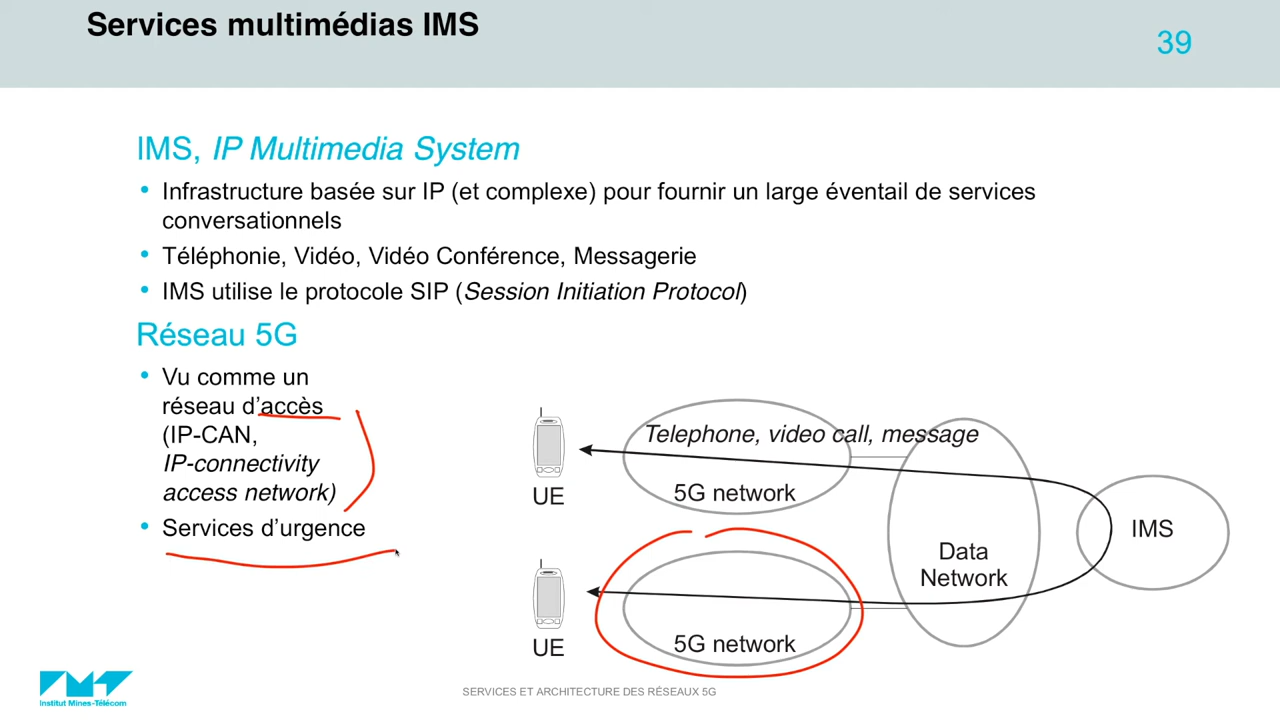 Services multimédias IMS
39
IMS, IP Multimedia System
• Infrastructure basée sur IP (et complexe) pour fournir un large éventail de services
conversationnels
• Téléphonie, Vidéo, Vidéo Conférence, Messagerie
• IMS utilise le protocole SIP (Session Initiation Protocol)
Réseau 5G
• Vu comme un
réseau d'accès
(IP-CAN,
IP-connectivity
access network)
• Services d'urgence
Telephone, video call, message
UE
5G network
IMS
Data
Network
UE
5G network
IMT
Institut Mines-Télécom
SERVICES ET ARCHITECTURE DES RÉSEAUX 5G